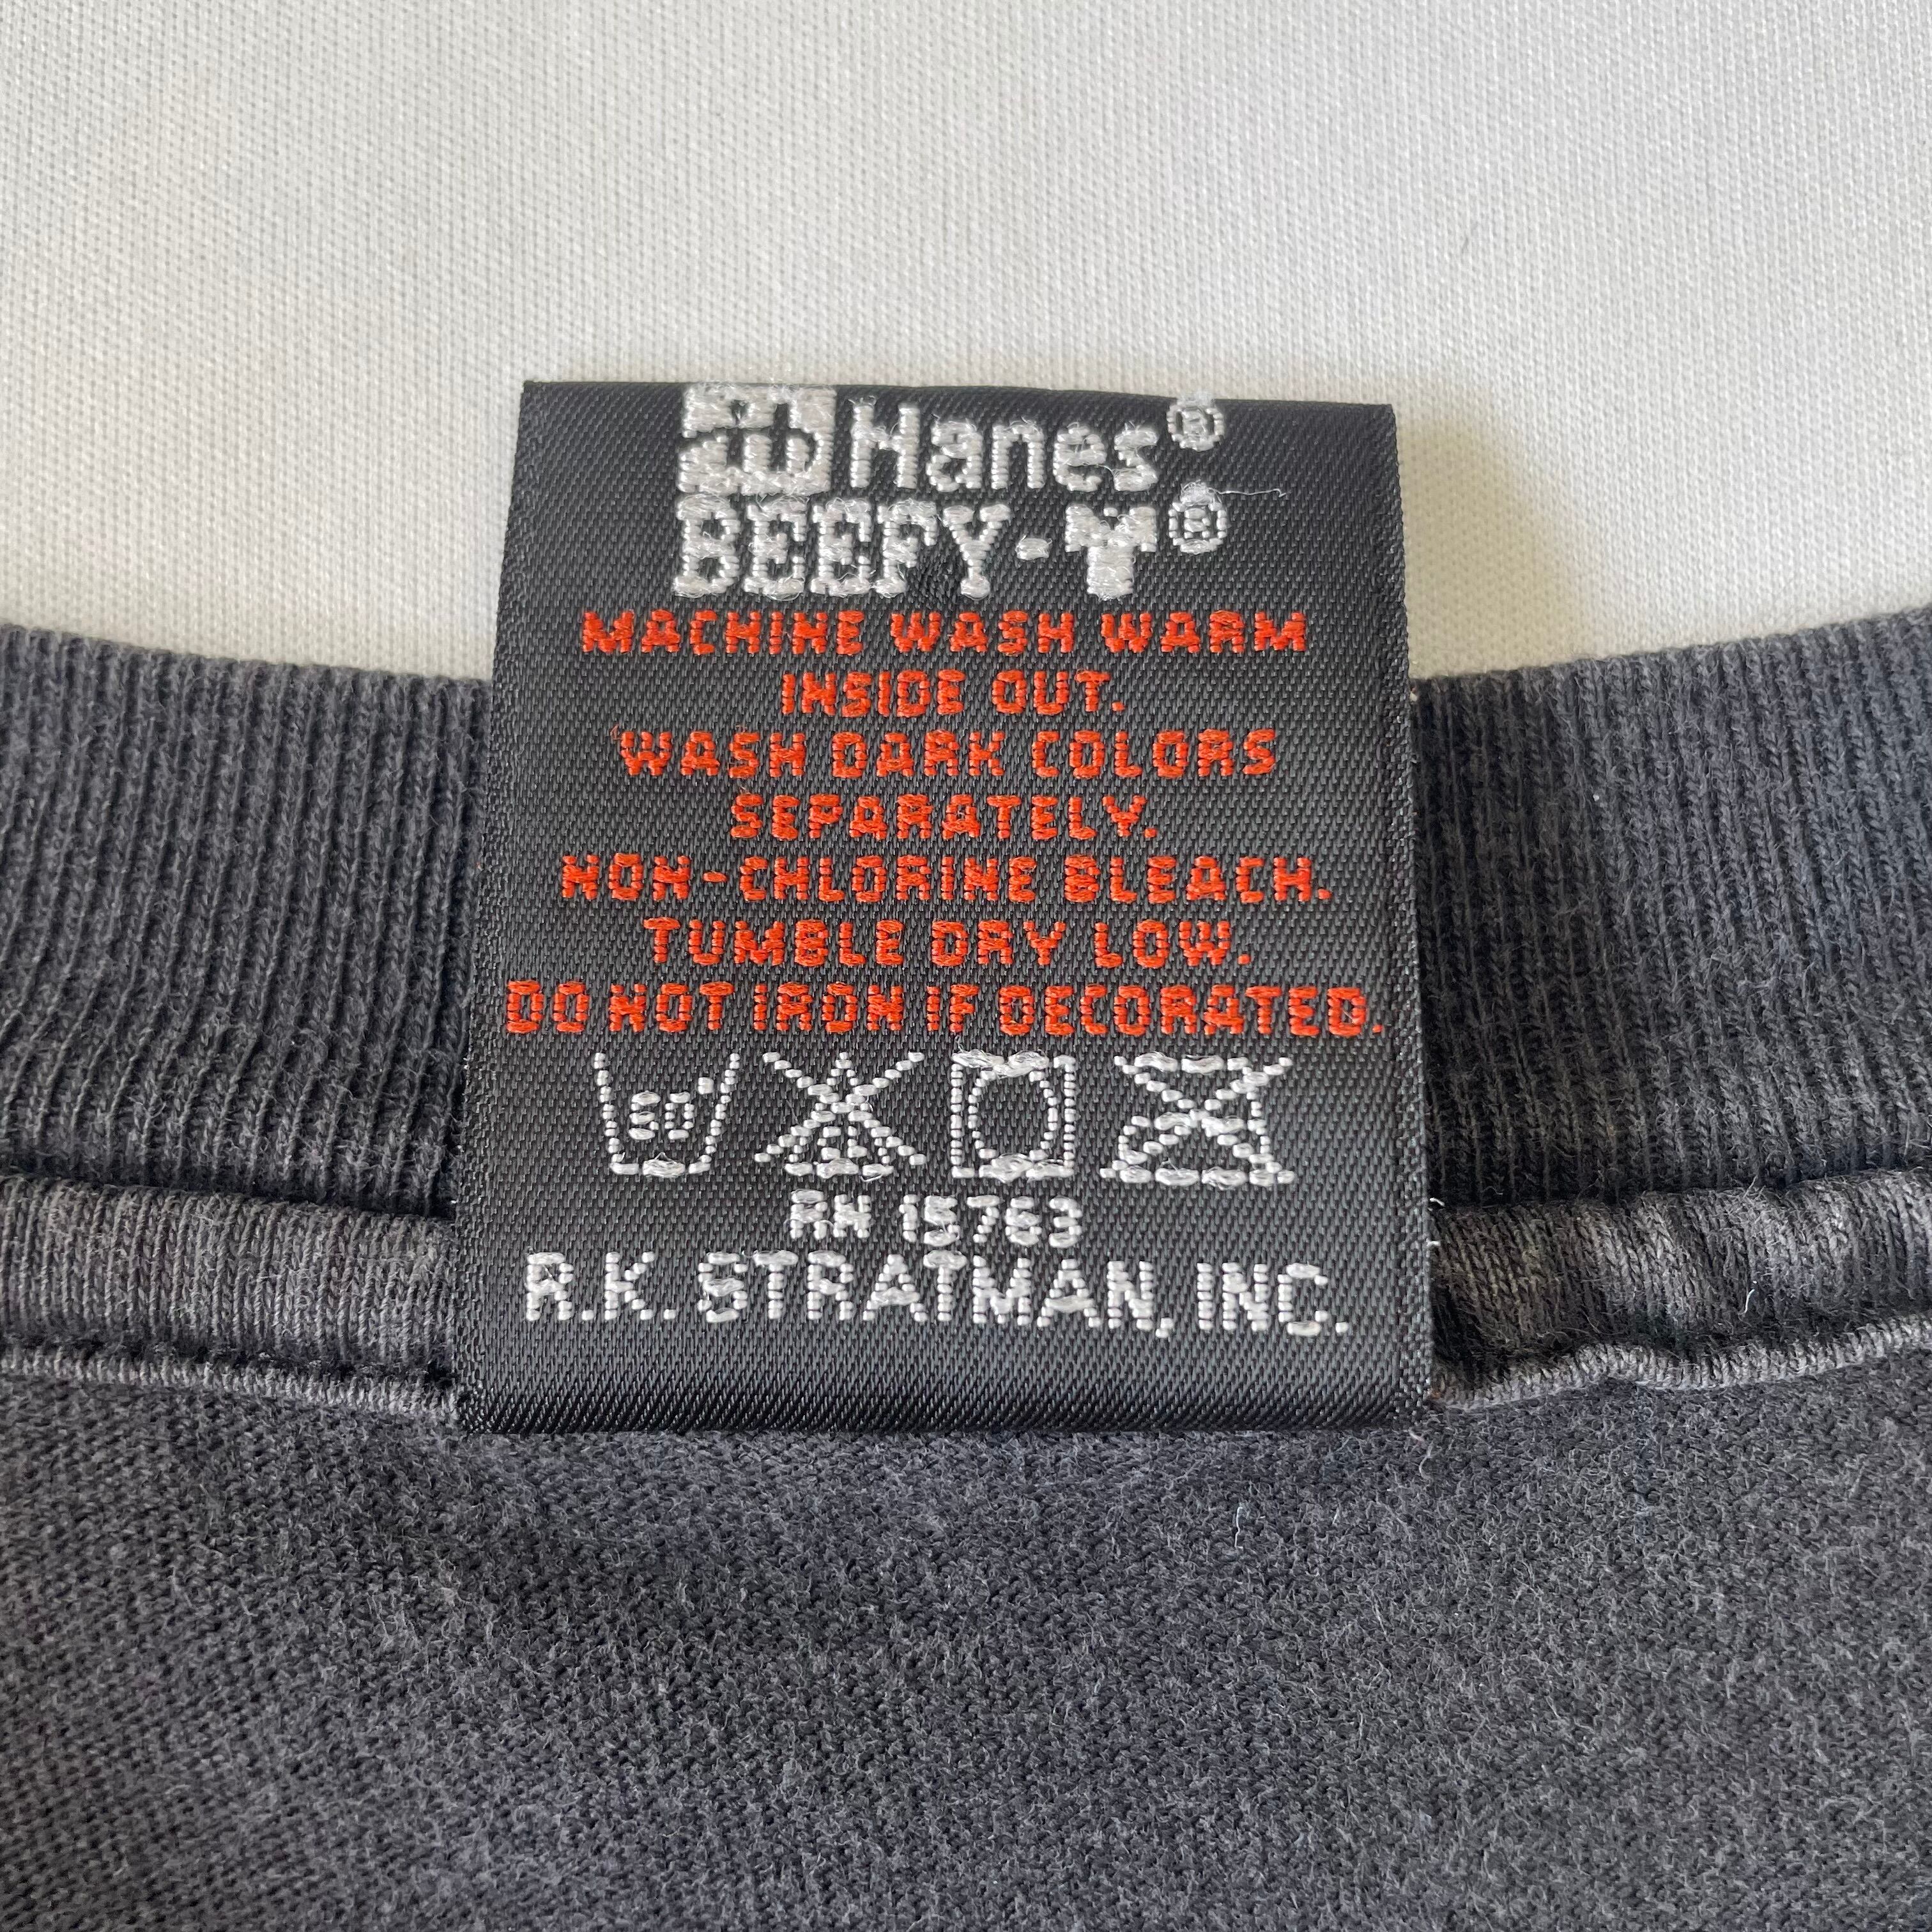 Hanes®
BEEFY-T®
MACHINE WASH WARM
INSIDE OUT.
WASH DARK COLORS
SEPARATELY.
NON-CHLORINE BLEACH.
TUMBLE DRY LOW.
DO NOT IRON IF DECORATED.
50°
RN 15763
R.K. STRATMAN, INC.